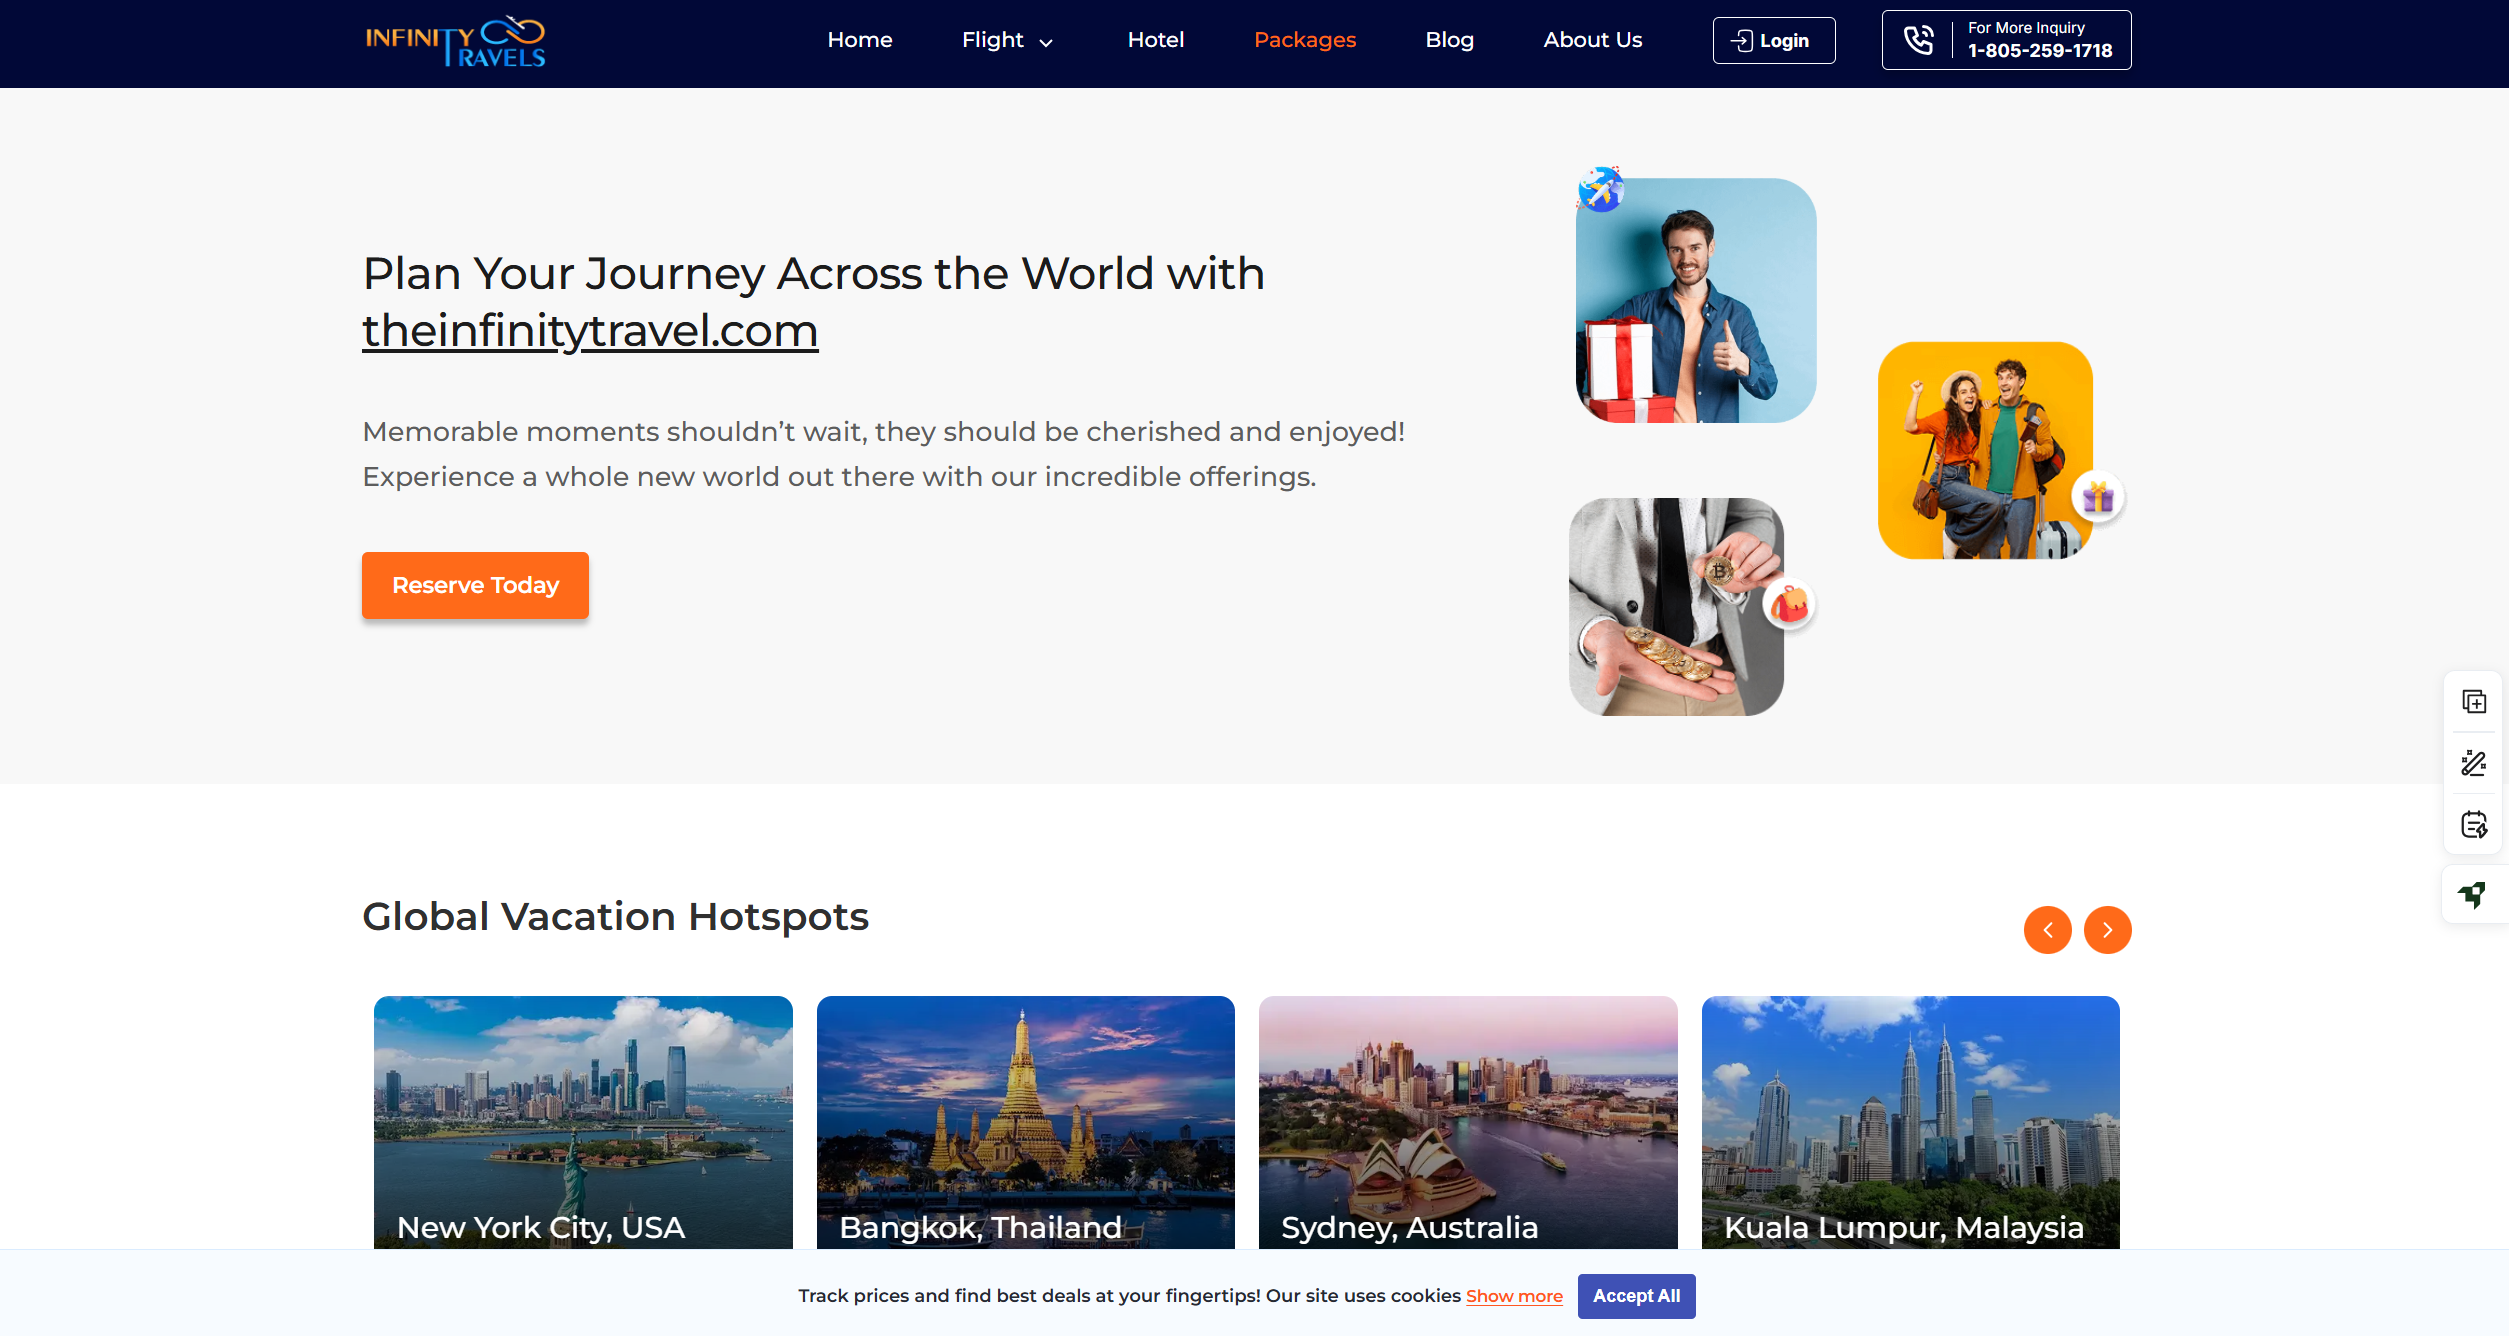 INFINITY TRAVELS
Home
Flight
Hotel
Packages
Blog
About Us
Login
For More Inquiry
1-805-259-1718
Plan Your Journey Across the World with
theinfinitytravel.com
Memorable moments shouldn’t wait, they should be cherished and enjoyed!
Experience a whole new world out there with our incredible offerings.
Reserve Today
Global Vacation Hotspots
New York City, USA
Bangkok, Thailand
Sydney, Australia
Kuala Lumpur, Malaysia
Track prices and find best deals at your fingertips! Our site uses cookies Show more
Accept All